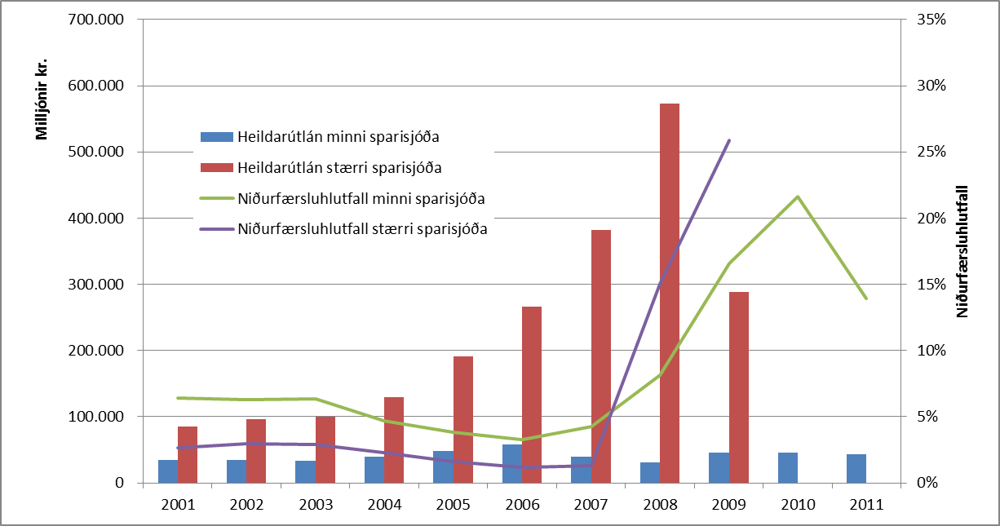 Milljónir kr.
700.000
600.000
500.000
400.000
300.000
200.000
100.000
0
Heildarútlán minni sparisjóða
Heildarútlán stærri sparisjóða
Niðurfærsluhlutfall minni sparisjóða
Niðurfærsluhlutfall stærri sparisjóða
35%
30%
25%
20%
15%
10%
5%
0%
Niðurfærsluhlutfall
2001 2002 2003 2004 2005 2006 2007 2008 2009 2010 2011